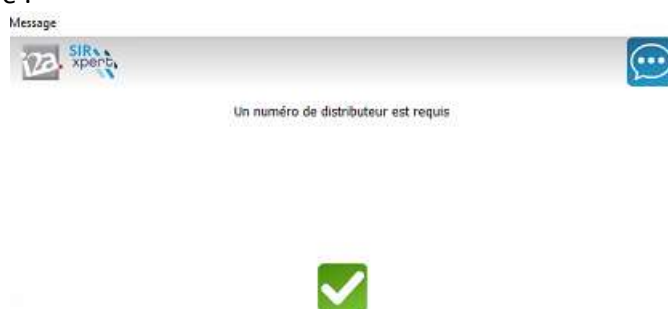 Message
i2a.
SIR
xpert
Un numéro de distributeur est requis